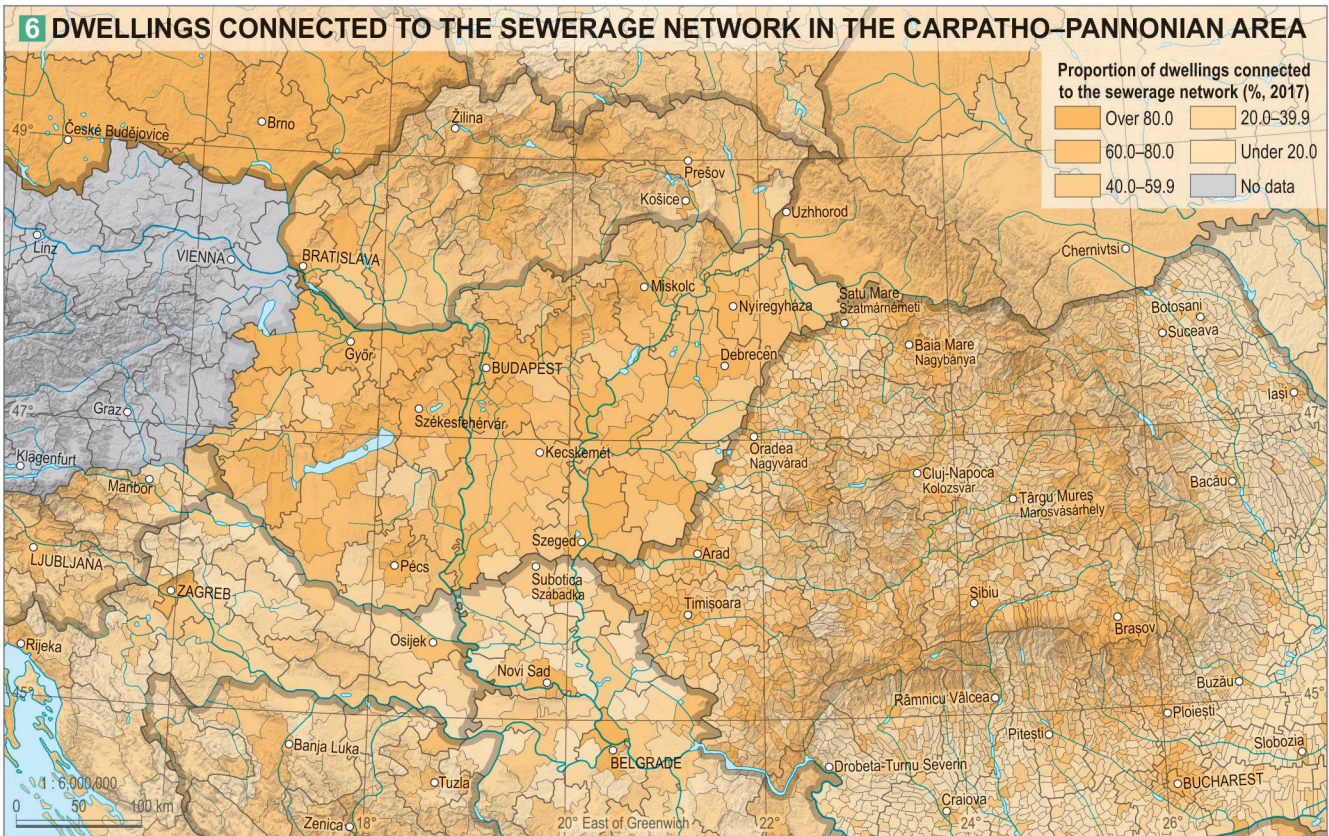 6 DWELLINGS CONNECTED TO THE SEWERAGE NETWORK IN THE CARPATHO–PANNONIAN AREA
Proportion of dwellings connected
to the sewerage network (%, 2017)
Over 80.0
20.0–39.9
60.0–80.0
Under 20.0
40.0–59.9
No data
49°
České Budějovice
Brno
Žilina
Prešov
Košice
Uzhhorod
Linz
VIENNA
BRATISLAVA
Chernivtsi
Miskolc
Nyíregyháza
Satu Mare
Szatmárnémeti
Botoşani
Suceava
Győr
BUDAPEST
Debrecen
Baia Mare
Nagybánya
Iaşi
47°
47
Graz
Székesfehérvár
Klagenfurt
Kecskemét
Oradea
Nagyvárad
Cluj-Napoca
Kolozsvár
Bacău
Maribor
Târgu Mureş
Marosvásárhely
LJUBLJANA
Szeged
Arad
Pécs
Subotica
Szabadka
ZAGREB
Timişoara
Sibiu
Braşov
Rijeka
Osijek
Novi Sad
45°
45°
Buzău
Râmnicu Vâlcea
Ploieşti
Piteşti
Banja Luka
BELGRADE
Slobozia
Drobeta-Turnu Severin
BUCHAREST
Tuzla
1 : 6,000,000
0 50 100 km
Craiova
Zenica
18°
20° East of Greenwich
22
24
26